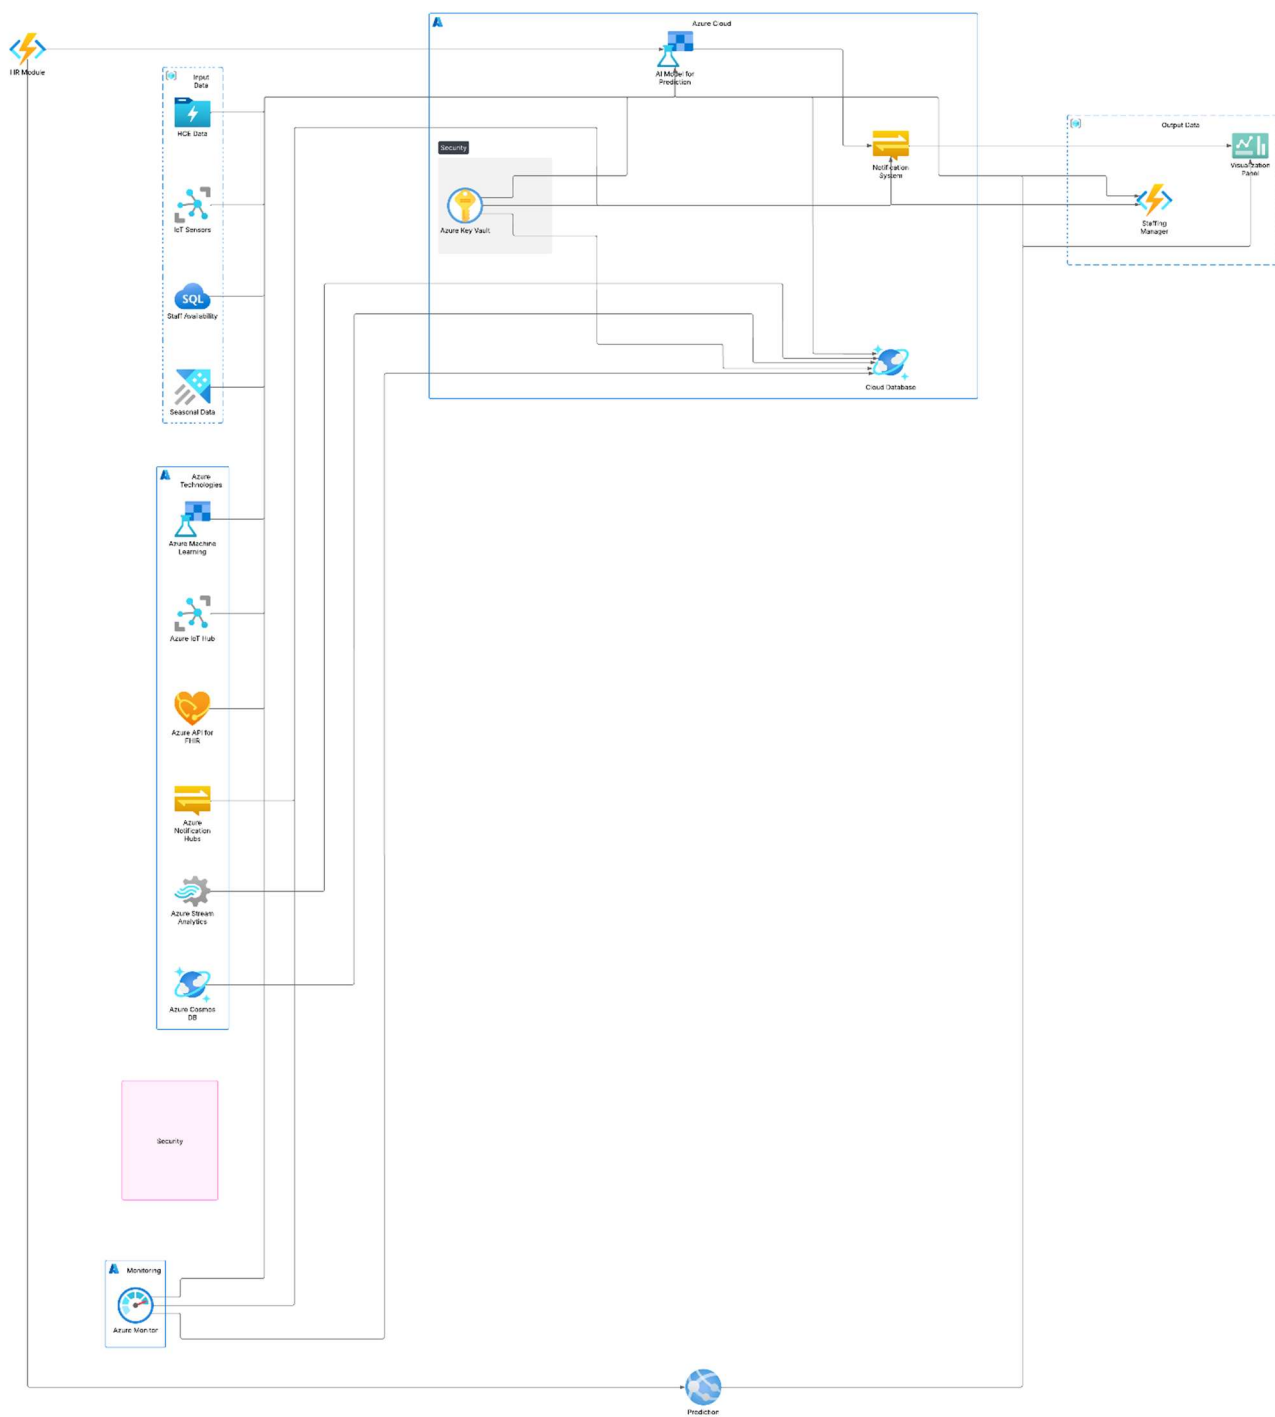 Azure Cloud
HR Module
AI Model for
Prediction
Input
Data
HCE Data
IoT Sensors
SQL
Staff Availability
Seasonal Data
Security
Azure Key Vault
Notification
System
Cloud Database
Output Data
Visualization
Panel
Staffing
Manager
Azure
Technologies
Azure Machine
Learning
Azure IoT Hub
Azure API for
FHIR
Azure
Notification
Hubs
Azure Stream
Analytics
Azure Cosmos
DB
Security
Monitoring
Azure Monitor
Prediction